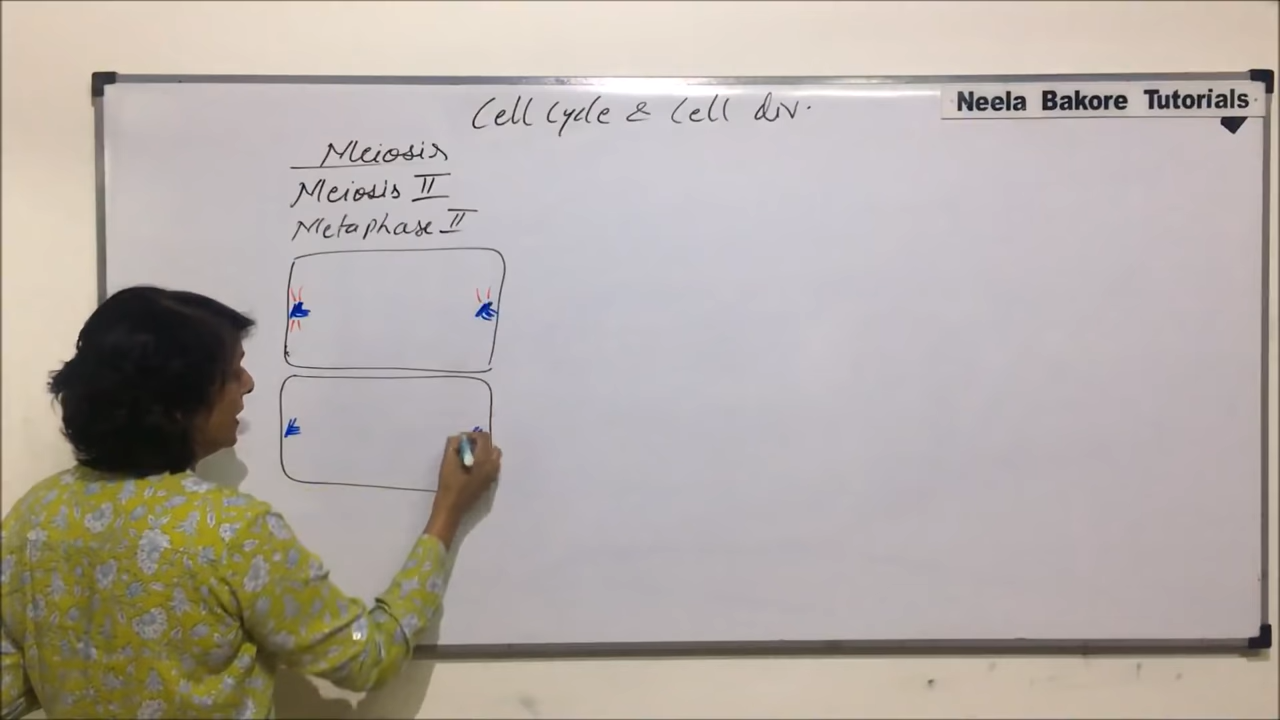 Cell Cycle & Cell div.
Neela Bakore Tutorials
Meiosis
Meiosis II
Metaphase II